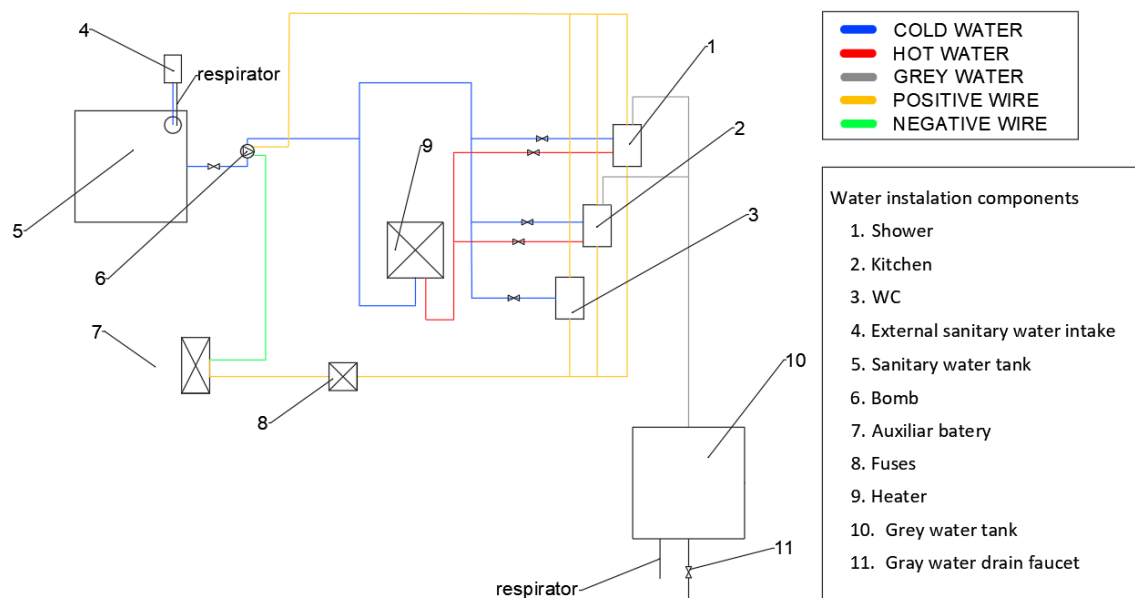 4
respirator
5
6
7
8
9
1
2
3
10
11
respirator
COLD WATER
HOT WATER
GREY WATER
POSITIVE WIRE
NEGATIVE WIRE
Water instalation components
1. Shower
2. Kitchen
3. WC
4. External sanitary water intake
5. Sanitary water tank
6. Bomb
7. Auxiliar batery
8. Fuses
9. Heater
10. Grey water tank
11. Gray water drain faucet